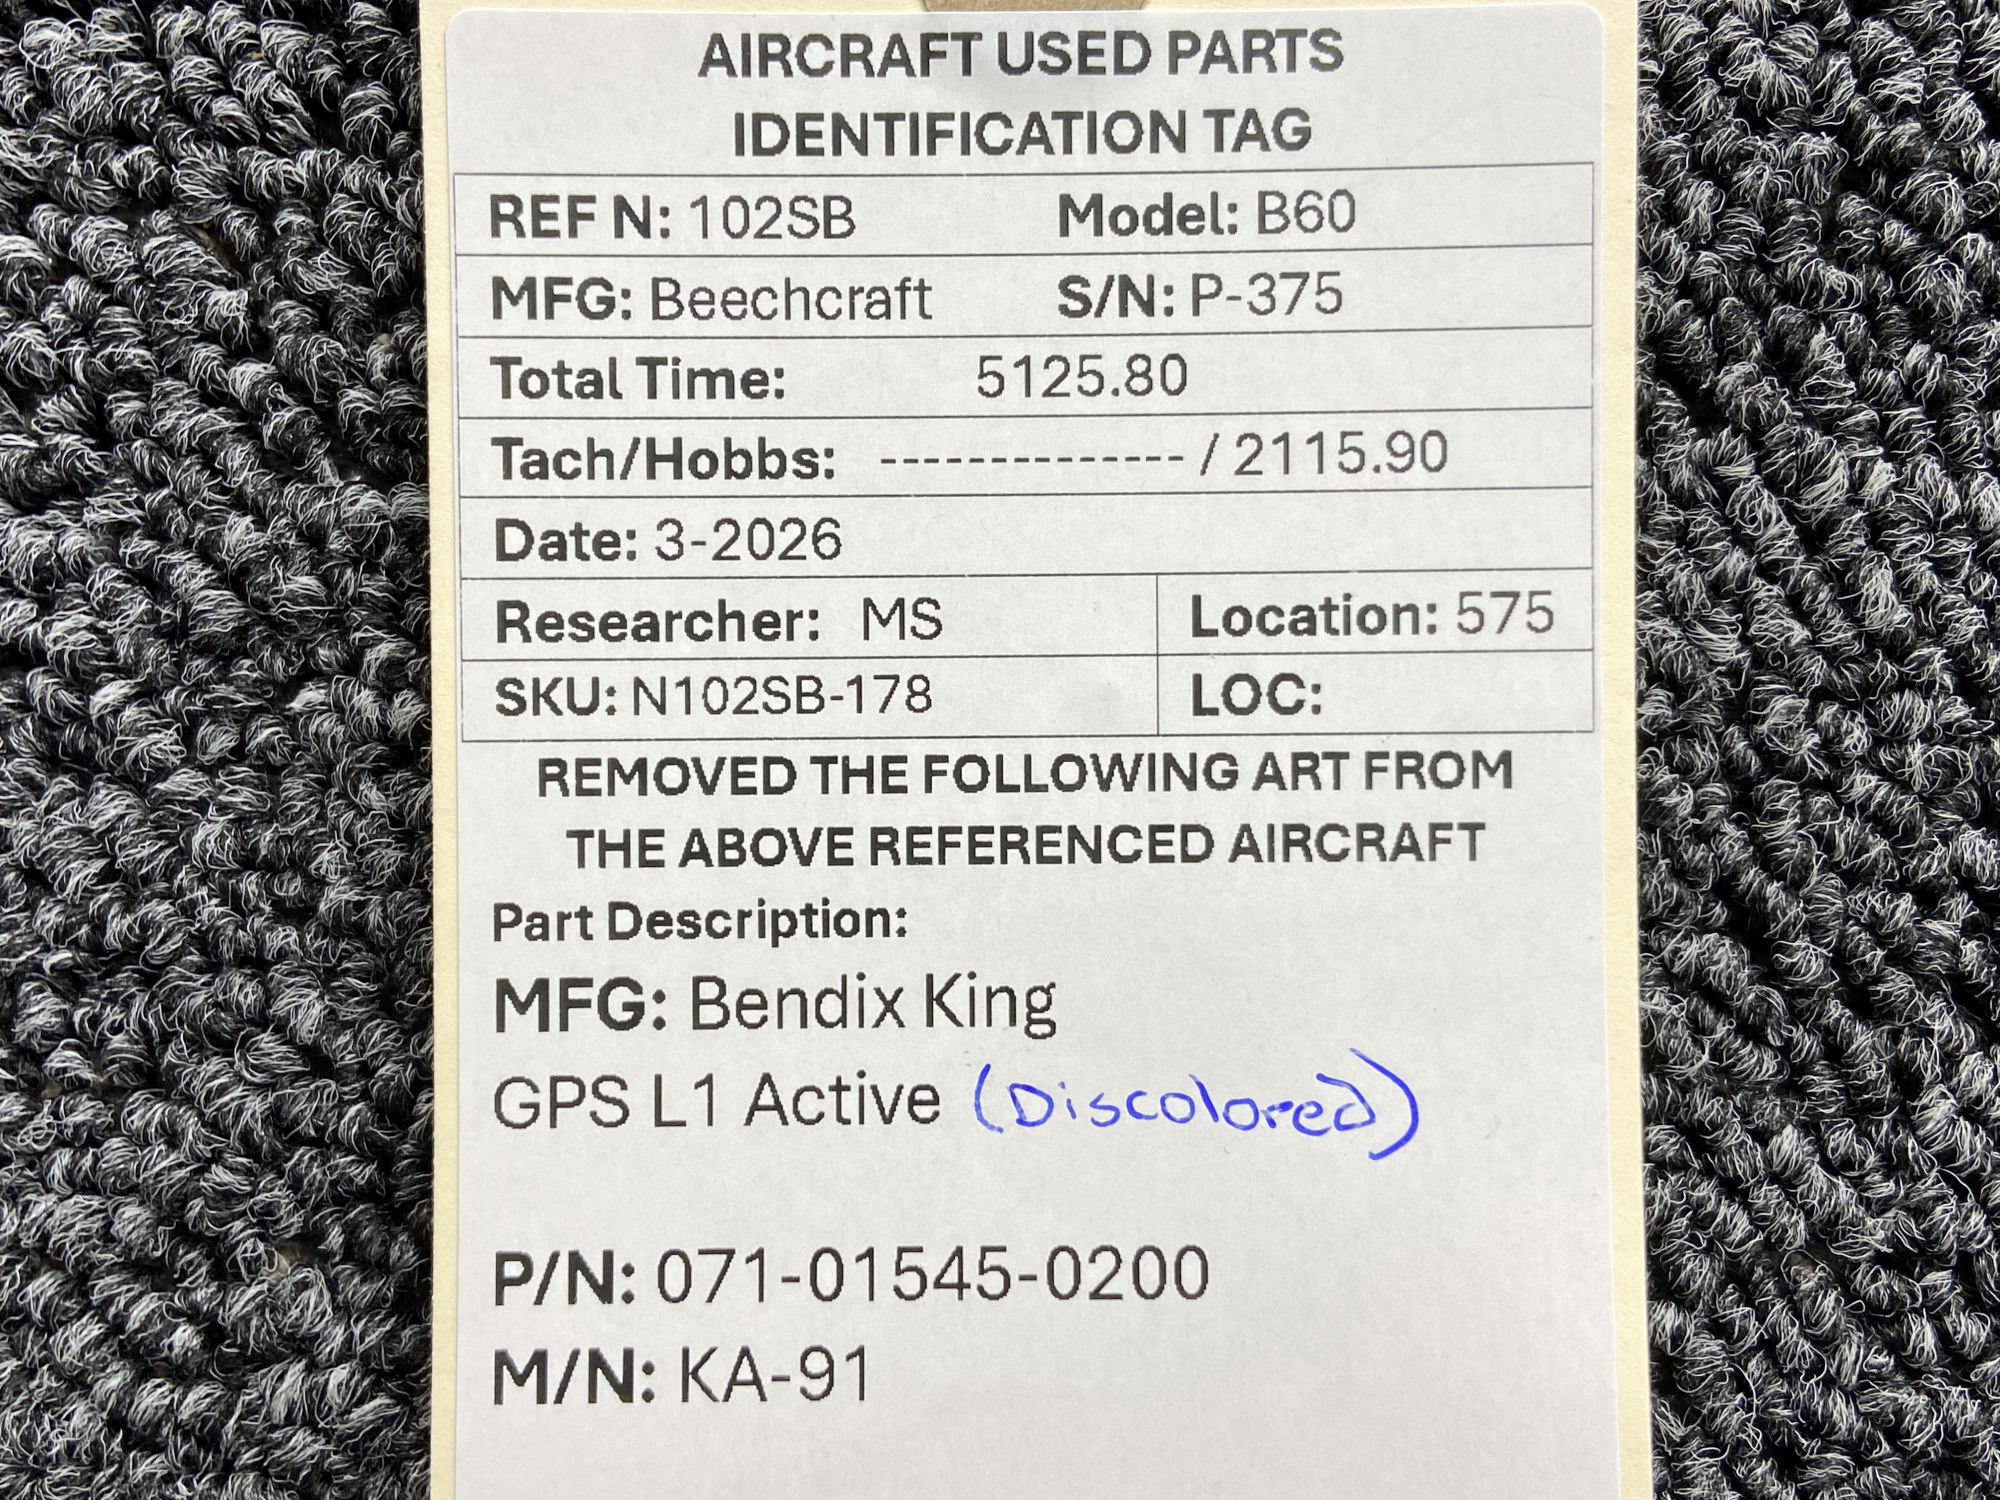 AIRCRAFT USED PARTS
IDENTIFICATION TAG
REF N: 102SB Model: B60
MFG: Beechcraft S/N: P-375
Total Time: 5125.80
Tach/Hobbs: -------------- / 2115.90
Date: 3-2026
Researcher: MS Location: 575
SKU: N102SB-178 LOC:
REMOVED THE FOLLOWING ART FROM
THE ABOVE REFERENCED AIRCRAFT
Part Description:
MFG: Bendix King
GPS L1 Active (Discolored)
P/N: 071-01545-0200
M/N: KA-91